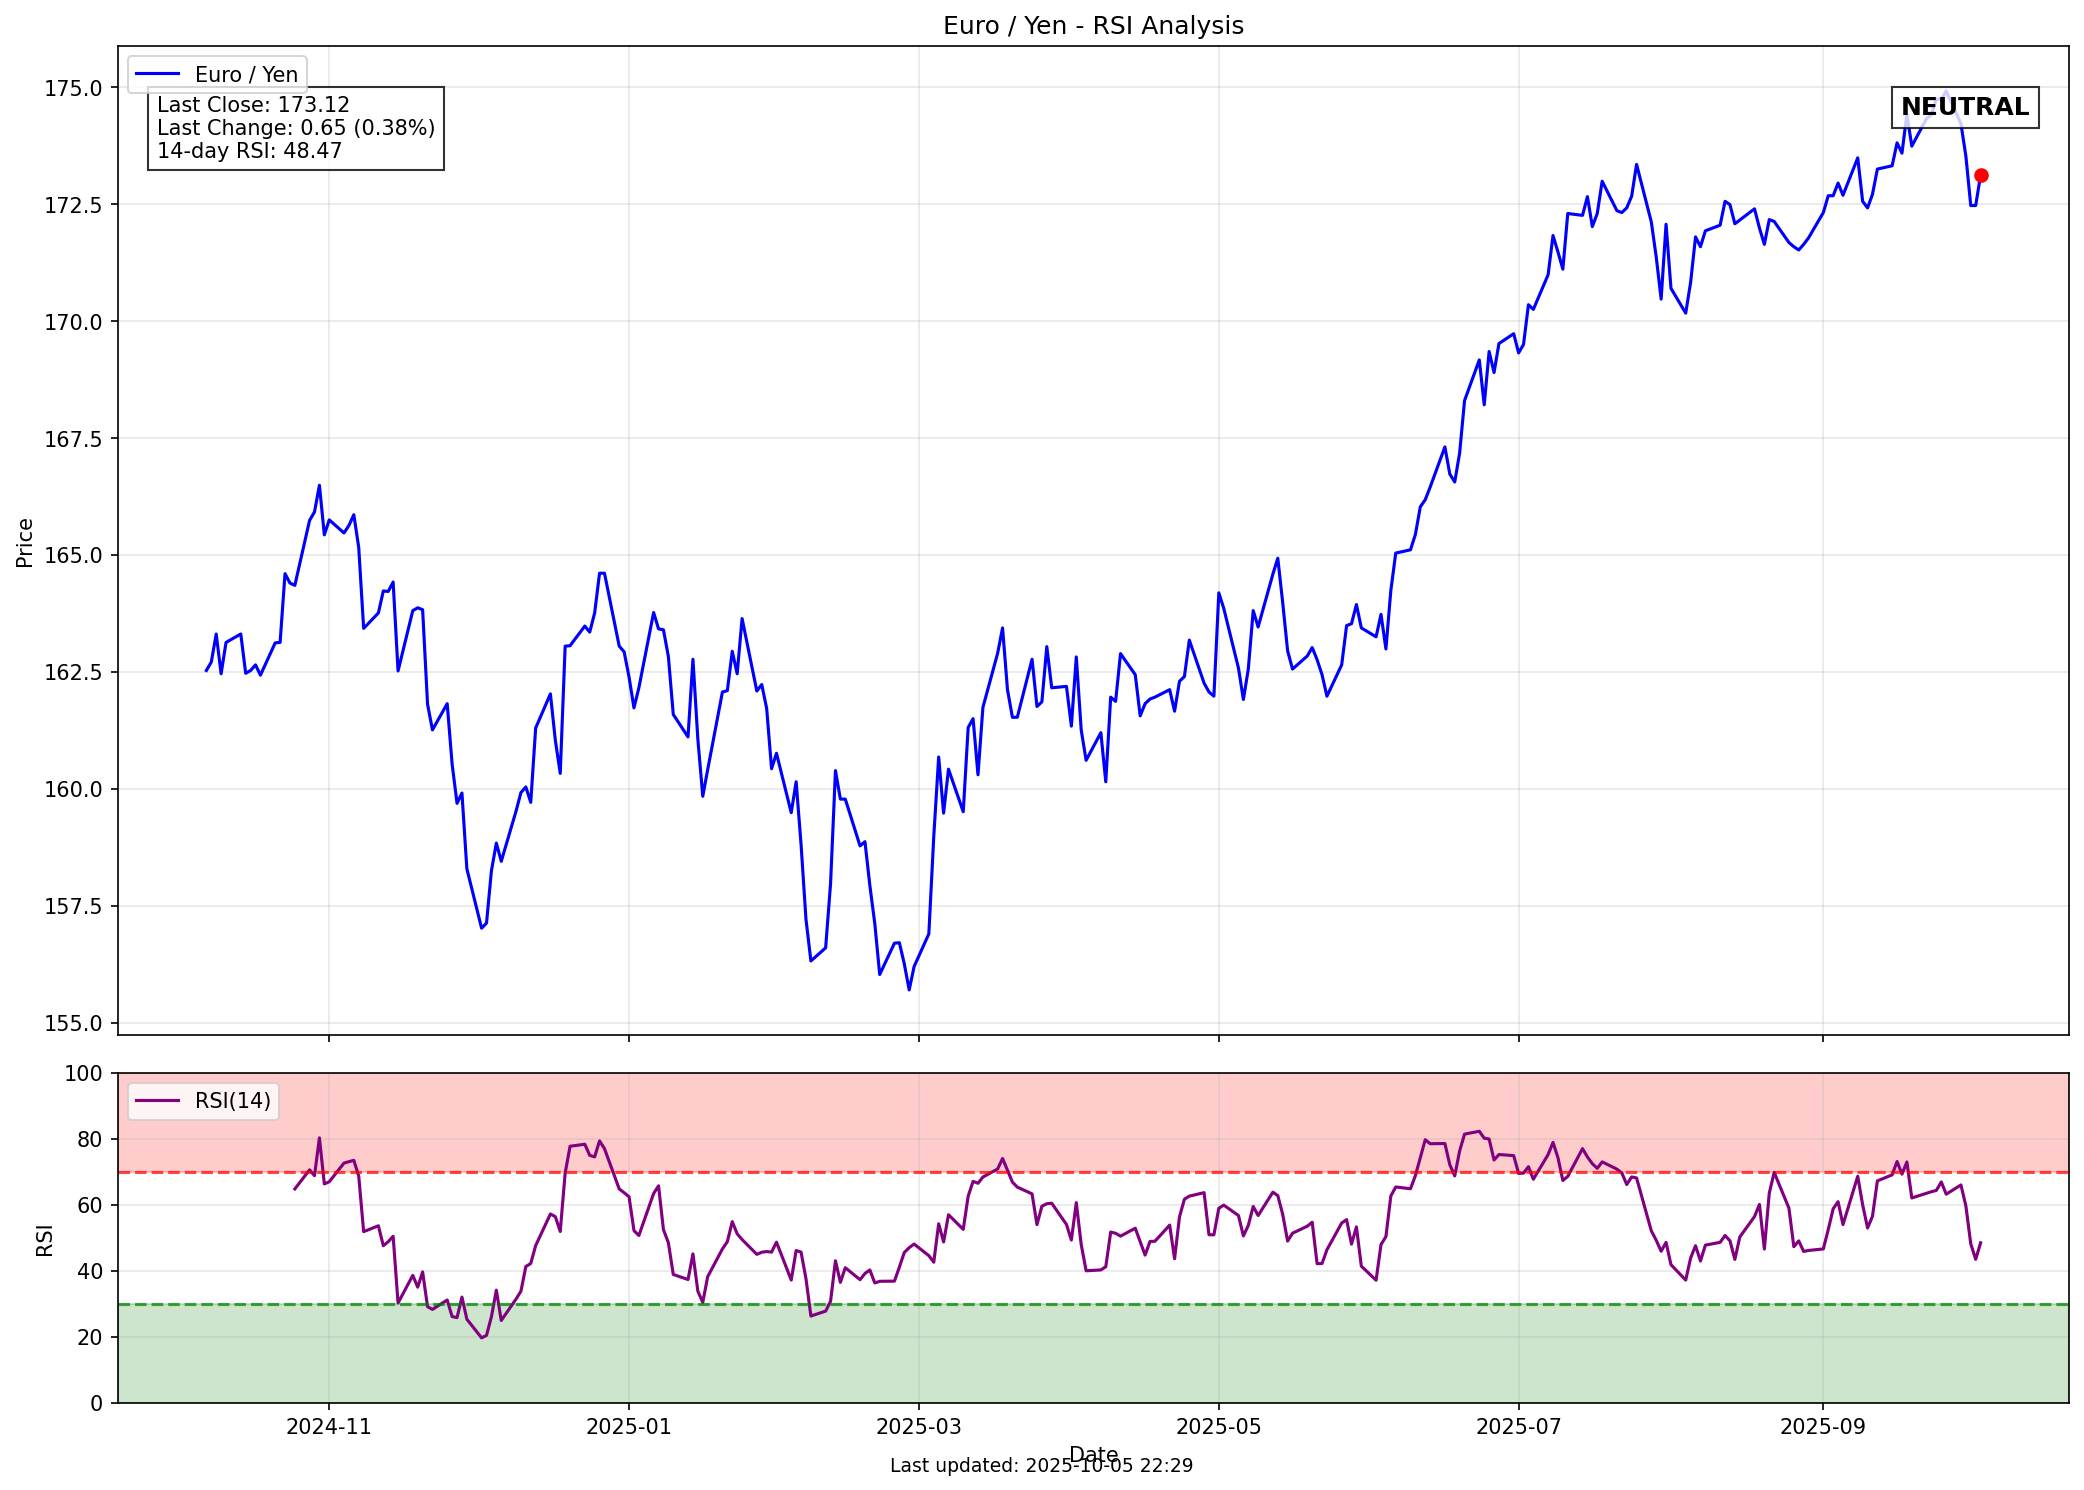 Euro / Yen - RSI Analysis
Euro / Yen
Last Close: 173.12
Last Change: 0.65 (0.38%)
14-day RSI: 48.47
NEUTRAL
175.0
172.5
170.0
167.5
165.0
162.5
160.0
157.5
155.0
Price
RSI(14)
100
80
60
40
20
0
RSI
2024-11 2025-01 2025-03 2025-05 2025-07 2025-09
Date
Last updated: 2025-10-05 22:29